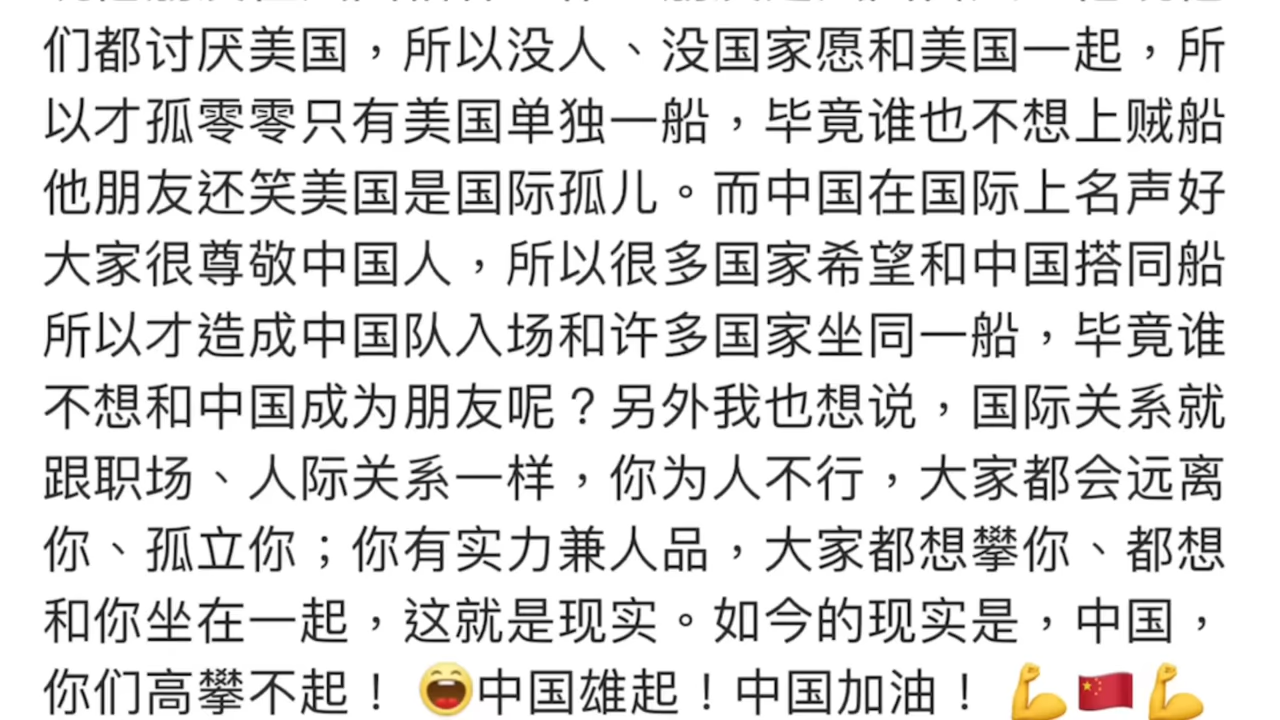 们都讨厌美国，所以没人、没国家愿和美国一起，所
以才孤零零只有美国单独一船，毕竟谁也不想上贼船
他朋友还笑美国是国际孤儿。而中国在国际上名声好
大家很尊敬中国人，所以很多国家希望和中国搭同船
所以才造成中国队入场和许多国家坐同一船，毕竟谁
不想和中国成为朋友呢？另外我也想说，国际关系就
跟职场、人际关系一样，你为人不行，大家都会远离
你、孤立你；你有实力兼人品，大家都想攀你、都想
和你坐在一起，这就是现实。如今的现实是，中国，
你们高攀不起！😄中国雄起！中国加油！💪🇨🇳💪